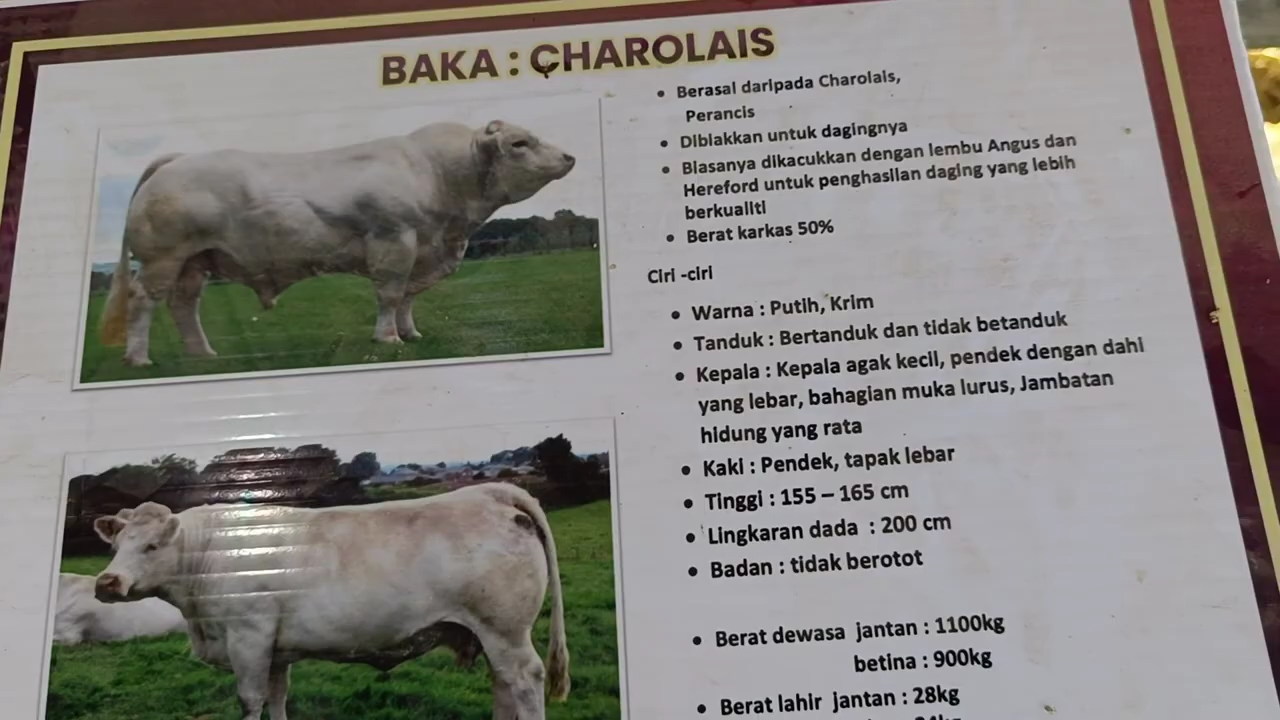 BAKA : CHAROLAIS
• Berasal daripada Charolais,
Perancis
• Dibiakkan untuk dagingnya
• Biasanya dikacukkan dengan lembu Angus dan
Hereford untuk penghasilan daging yang lebih
berkualiti
• Berat karkas 50%
Ciri -ciri
• Warna : Putih, Krim
• Tanduk : Bertanduk dan tidak betanduk
• Kepala : Kepala agak kecil, pendek dengan dahi
yang lebar, bahagian muka lurus, Jambatan
hidung yang rata
• Kaki : Pendek, tapak lebar
• Tinggi : 155 – 165 cm
• Lingkaran dada : 200 cm
• Badan : tidak berotot
• Berat dewasa jantan : 1100kg
betina : 900kg
• Berat lahir jantan : 28kg